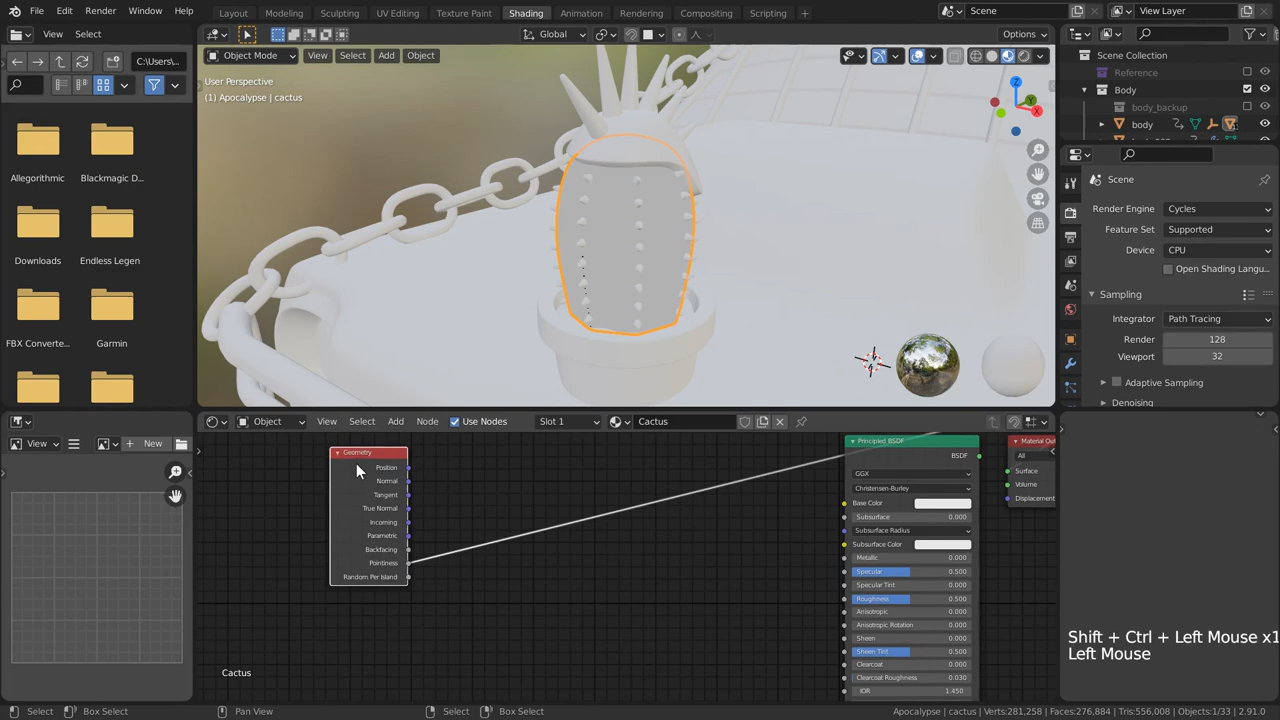 File Edit Render Window Help
Layout Modeling Sculpting UV Editing Texture Paint Shading Animation Rendering Compositing Scripting
Scene
View Layer
View Select
Global
Options
Object Mode View Select Add Object
C:\Users\...
User Perspective
(1) Apocalypse | cactus
Z
Y
X
Allegorithmic
Blackmagic D...
Downloads
Endless Legen
FBX Converte...
Garmin
Scene Collection
Reference
Body
body_backup
body
Scene
Render Engine Cycles
Feature Set Supported
Device CPU
Open Shading Langu...
Sampling
Integrator Path Tracing
Render 128
Viewport 32
Adaptive Sampling
Denoising
View
New
Object View Select Add Node Use Nodes Slot 1 Cactus
Geometry
Position
Normal
Tangent
True Normal
Incoming
Parametric
Backfacing
Pointiness
Random Per Island
Principled BSDF
BSDF
GGX
Christensen-Burley
Base Color
Subsurface 0.000
Subsurface Radius
Subsurface Color
Metallic 0.000
Specular 0.500
Specular Tint 0.000
Roughness 0.500
Anisotropic 0.000
Anisotropic Rotation 0.000
Sheen 0.000
Sheen Tint 0.500
Clearcoat 0.000
Clearcoat Roughness 0.030
IOR 1.450
Material Out
All
Surface
Volume
Displacement
Cactus
Shift + Ctrl + Left Mouse x1
Left Mouse
Select Box Select Pan View Select Box Select
Apocalypse | cactus Verts:281,258 Faces:276,884 Tris:556,008 Objects:1/33 2.91.0